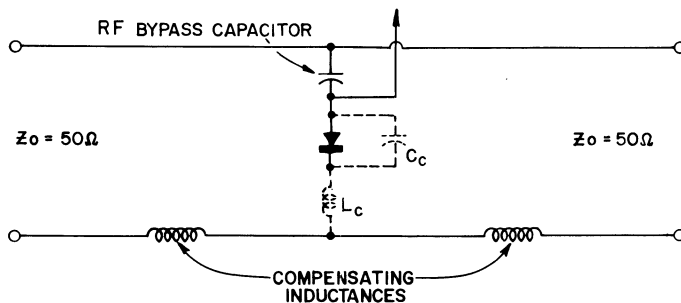 RF BYPASS CAPACITOR
Zo = 50Ω
Cc
Zo = 50Ω
Lc
COMPENSATING
INDUCTANCES